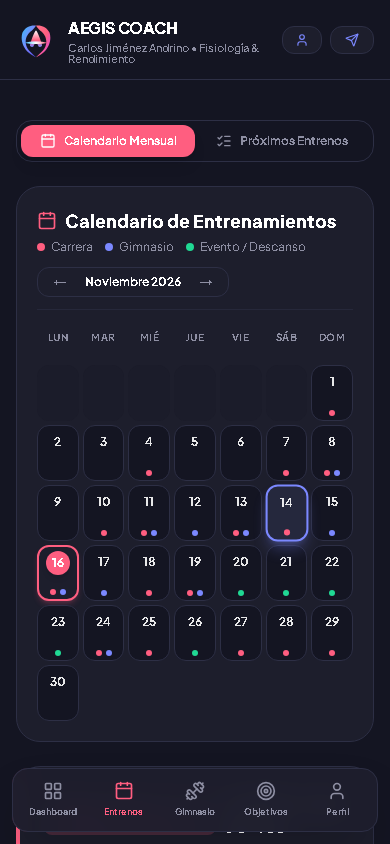 AEGIS COACH
Carlos Jiménez Andrino • Fisiología &
Rendimiento
Calendario Mensual
Próximos Entrenos
Calendario de Entrenamientos
Carrera Gimnasio Evento / Descanso
← Noviembre 2026 →
LUN MAR MIÉ JUE VIE SÁB DOM
1
2 3 4 5 6 7 8
9 10 11 12 13 14 15
16 17 18 19 20 21 22
23 24 25 26 27 28 29
30
Dashboard Entrenos Gimnasio Objetivos Perfil